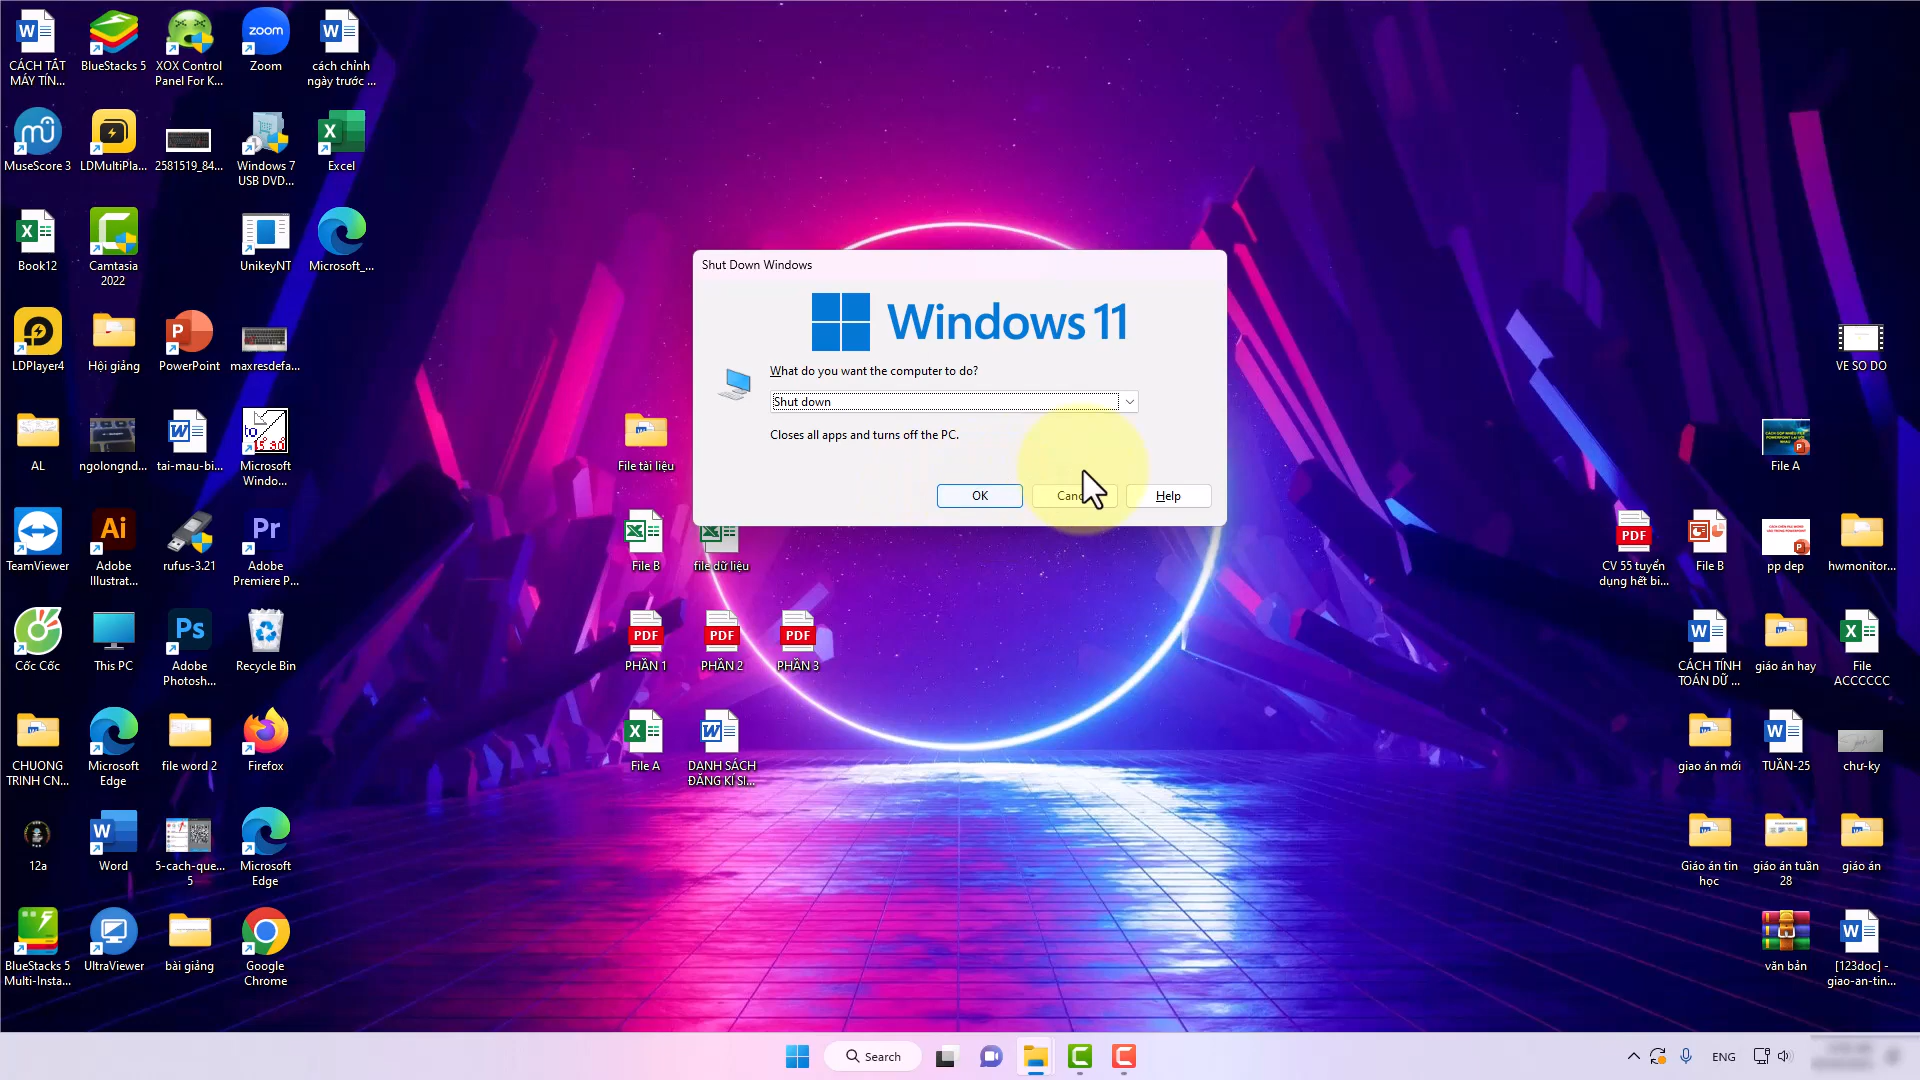 CÁCH TẮT
MÁY TÍN...
BlueStacks 5
XOX Control
Panel For K...
zoom
Zoom
cách chỉnh
ngày trước ...
MuseScore 3
LDMultiPla...
2581519_84...
Windows 7
USB DVD...
Excel
Book12
Camtasia
2022
UnikeyNT
Microsoft_...
LDPlayer4
Hội giảng
PowerPoint
maxresdefa...
AL
ngolongnd...
tai-mau-bi...
Microsoft
Windo...
TeamViewer
Adobe
Illustrat...
rufus-3.21
Adobe
Premiere P...
Cốc Cốc
This PC
Adobe
Photosh...
Recycle Bin
CHUONG
TRINH CN...
Microsoft
Edge
file word 2
Firefox
12a
Word
5-cach-que...
5
Microsoft
Edge
BlueStacks 5
Multi-Insta...
UltraViewer
bài giảng
Google
Chrome
Shut Down Windows
Windows 11
What do you want the computer to do?
Shut down
Closes all apps and turns off the PC.
OK
Canc
Help
File tài liệu
File B
file dữ liệu
PDF
PHẦN 1
PDF
PHẦN 2
PDF
PHẦN 3
File A
DANH SÁCH
ĐĂNG KÍ SI...
VE SO DO
File A
PDF
CV 55 tuyển
dụng hết bi...
File B
pp dep
hwmonitor...
CÁCH TÍNH
TOÁN DỮ ...
giáo án hay
File
ACCCCCC
giao án mới
TUẦN-25
chư-ky
Giáo án tin
học
giáo án tuần
28
giáo án
văn bản
[123doc] -
giao-an-tin...
Search
ENG